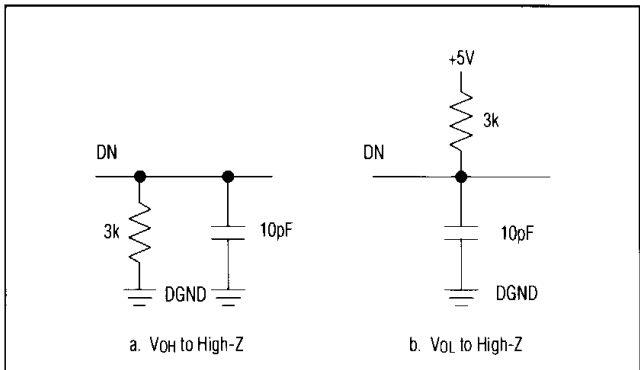 DN
3k
10pF
DGND
a. VOH to High-Z
+5V
3k
DN
10pF
DGND
b. VOL to High-Z